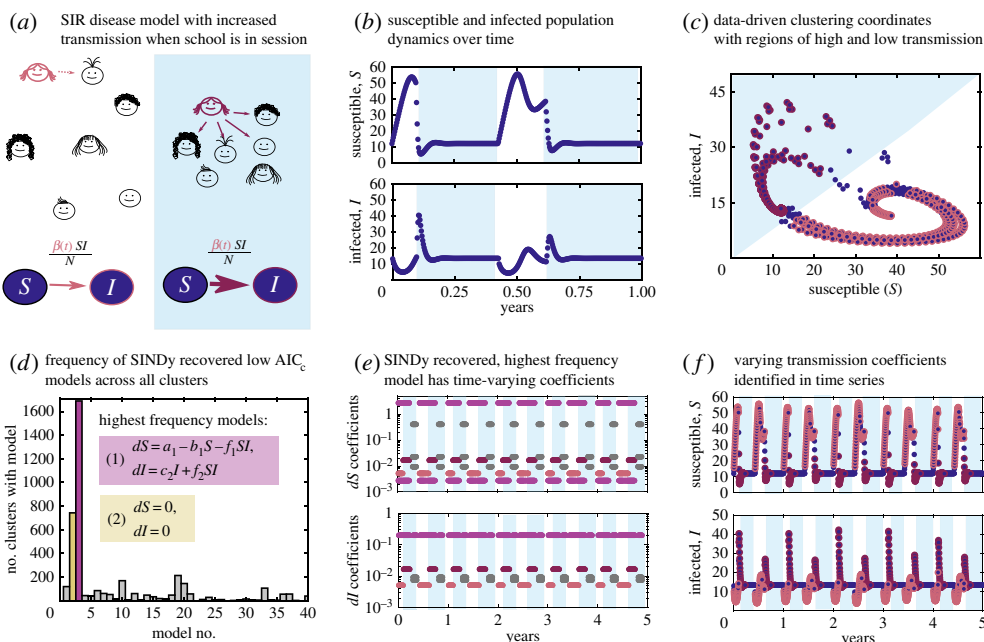 (a) SIR disease model with increased
transmission when school is in session
β(t) SI
N
S
I
β(t) SI
N
S
I
(b) susceptible and infected population
dynamics over time
susceptible, S
60
50
40
30
20
10
0
infected, I
60
50
40
30
20
10
0
0.25
0.50
0.75
1.00
years
(c) data-driven clustering coordinates
with regions of high and low transmission
infected, I
45
30
15
0
10
20
30
40
50
susceptible (S)
(d) frequency of SINDy recovered low AICc
models across all clusters
no. clusters with model
1600
1400
1200
1000
800
600
400
200
highest frequency models:
(1) dS = a1 – b1S – f1SI,
dI = c2I + f2SI
(2) dS = 0,
dI = 0
0
5
10
15
20
25
30
35
40
model no.
(e) SINDy recovered, highest frequency
model has time-varying coefficients
dS coefficients
1
10–1
10–2
10–3
dI coefficients
1
10–1
10–2
10–3
0
1
2
3
4
5
years
(f) varying transmission coefficients
identified in time series
susceptible, S
60
50
40
30
20
10
0
infected, I
50
40
30
20
10
0
0
1
2
3
4
5
years